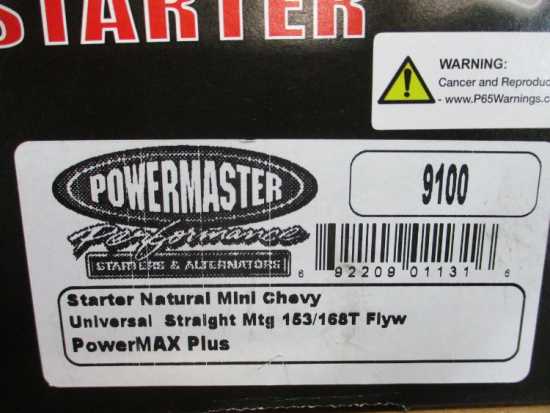 STARTER
WARNING:
Cancer and Reproduc
- www.P65Warnings.c
POWERMASTER
Performance
STARTERS & ALTERNATORS
9100
6 92209 01131 6
Starter Natural Mini Chevy
Universal Straight Mtg 153/168T Flyw
PowerMAX Plus